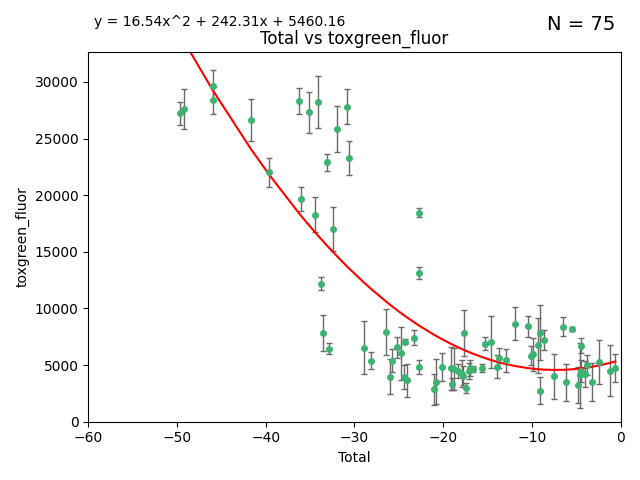 y = 16.54x^2 + 242.31x + 5460.16
N = 75
Total vs toxgreen_fluor
30000
25000
20000
15000
10000
5000
0
toxgreen_fluor
−60 −50 −40 −30 −20 −10 0
Total